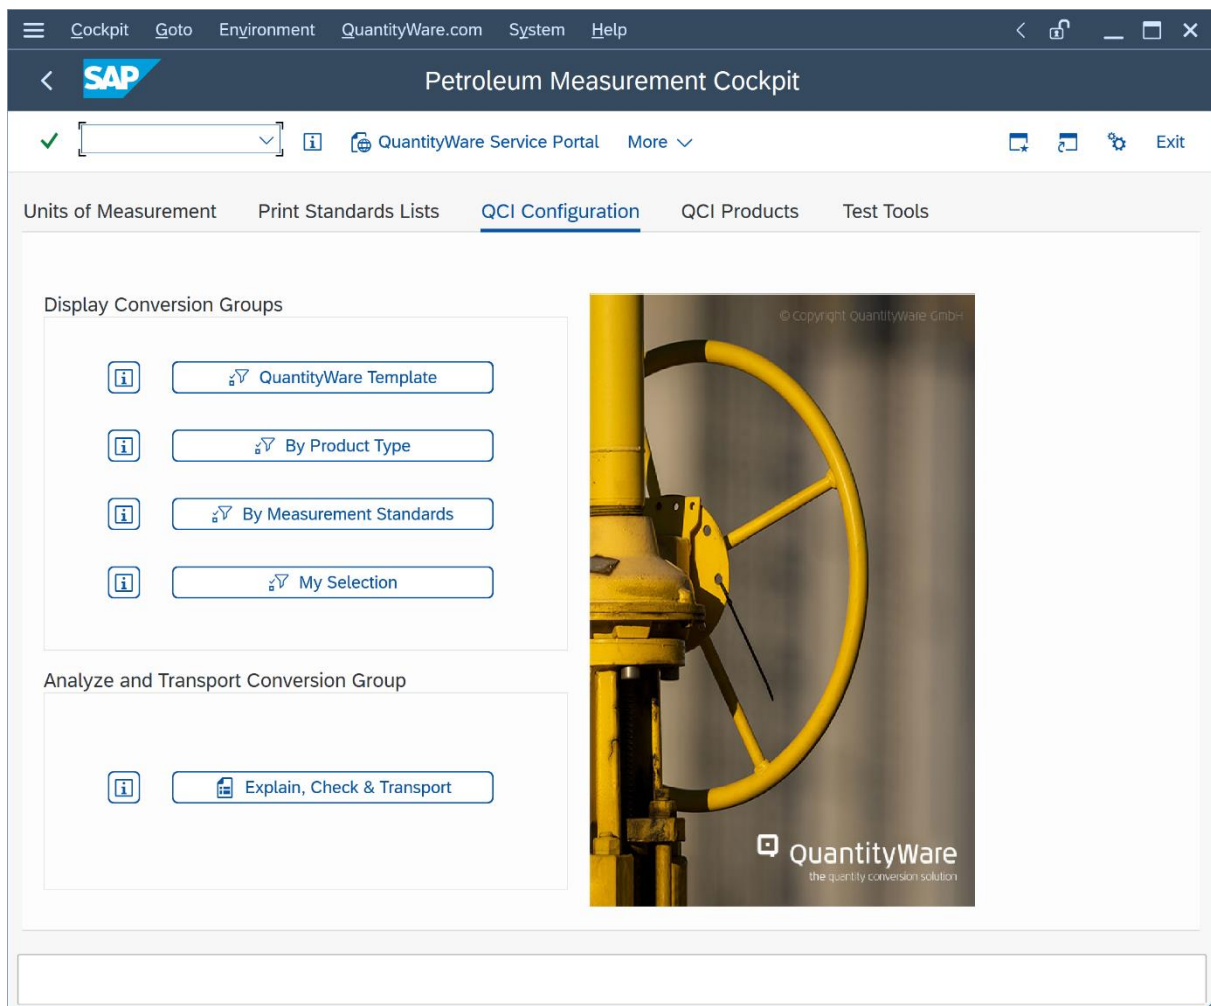 Cockpit Goto Environment QuantityWare.com System Help
SAP Petroleum Measurement Cockpit
QuantityWare Service Portal More Exit
Units of Measurement Print Standards Lists QCI Configuration QCI Products Test Tools
Display Conversion Groups
© Copyright QuantityWare GmbH
QuantityWare Template
By Product Type
By Measurement Standards
My Selection
Analyze and Transport Conversion Group
Explain, Check & Transport
QuantityWare
the quantity conversion solution